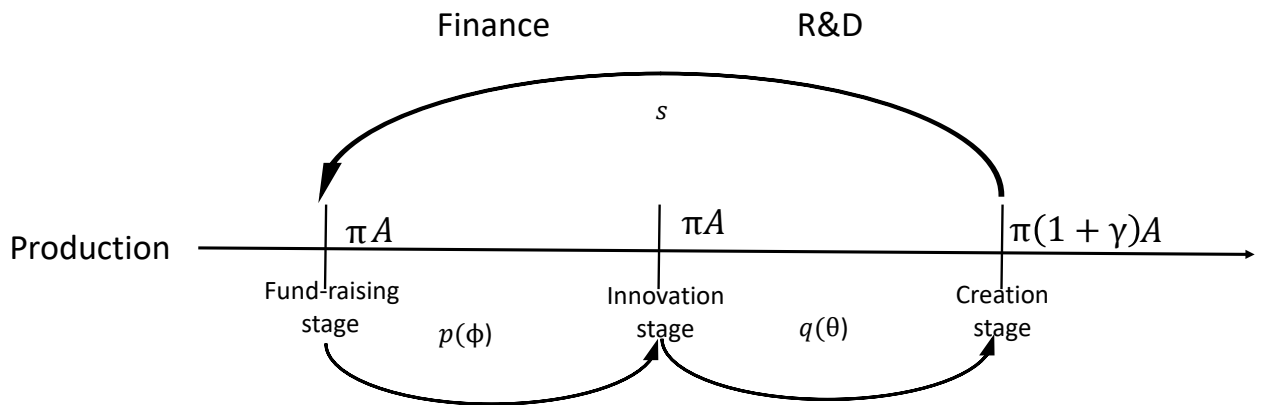 Finance R&D
s
Production πA πA π(1 + γ)A
Fund-raising
stage
Innovation
stage
Creation
stage
p(ϕ) q(θ)